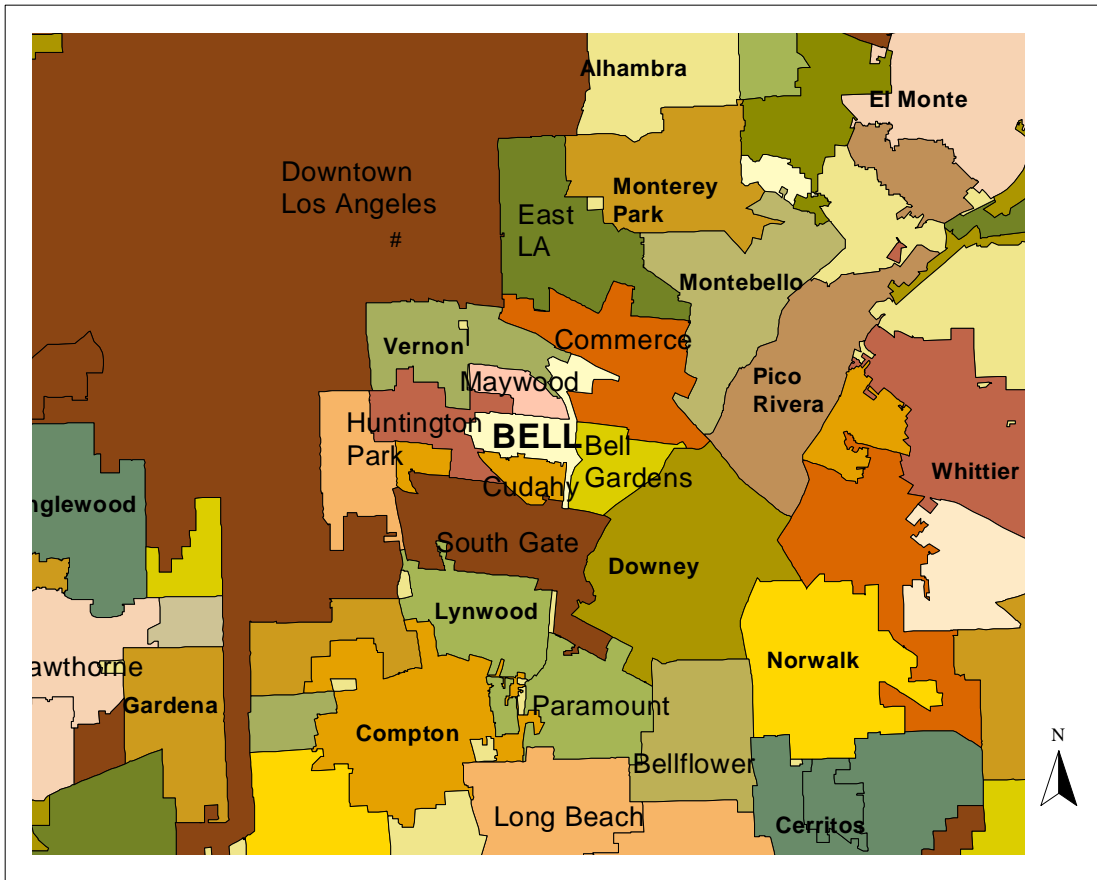 Alhambra
El Monte
Downtown
Los Angeles
#
Monterey
Park
East
LA
Montebello
Commerce
Vernon
Maywood
Pico
Rivera
Huntington
Park
BELL
Bell
Gardens
Cudahy
Whittier
nglewood
South Gate
Downey
Lynwood
awthorne
Norwalk
Gardena
Paramount
Compton
Bellflower
Long Beach
Cerritos
N